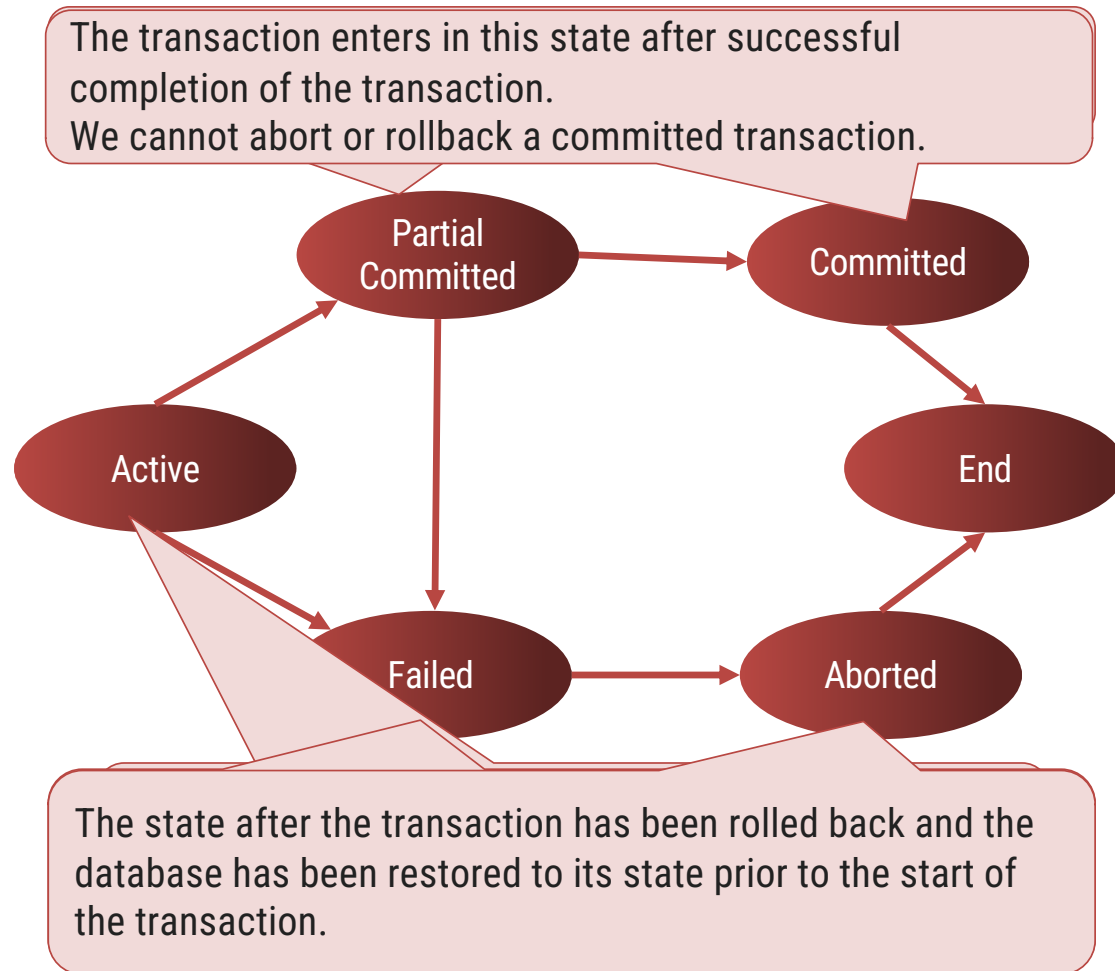 The transaction enters in this state after successful
completion of the transaction.
We cannot abort or rollback a committed transaction.
Partial
Committed
Committed
Active
End
Failed
Aborted
The state after the transaction has been rolled back and the
database has been restored to its state prior to the start of
the transaction.